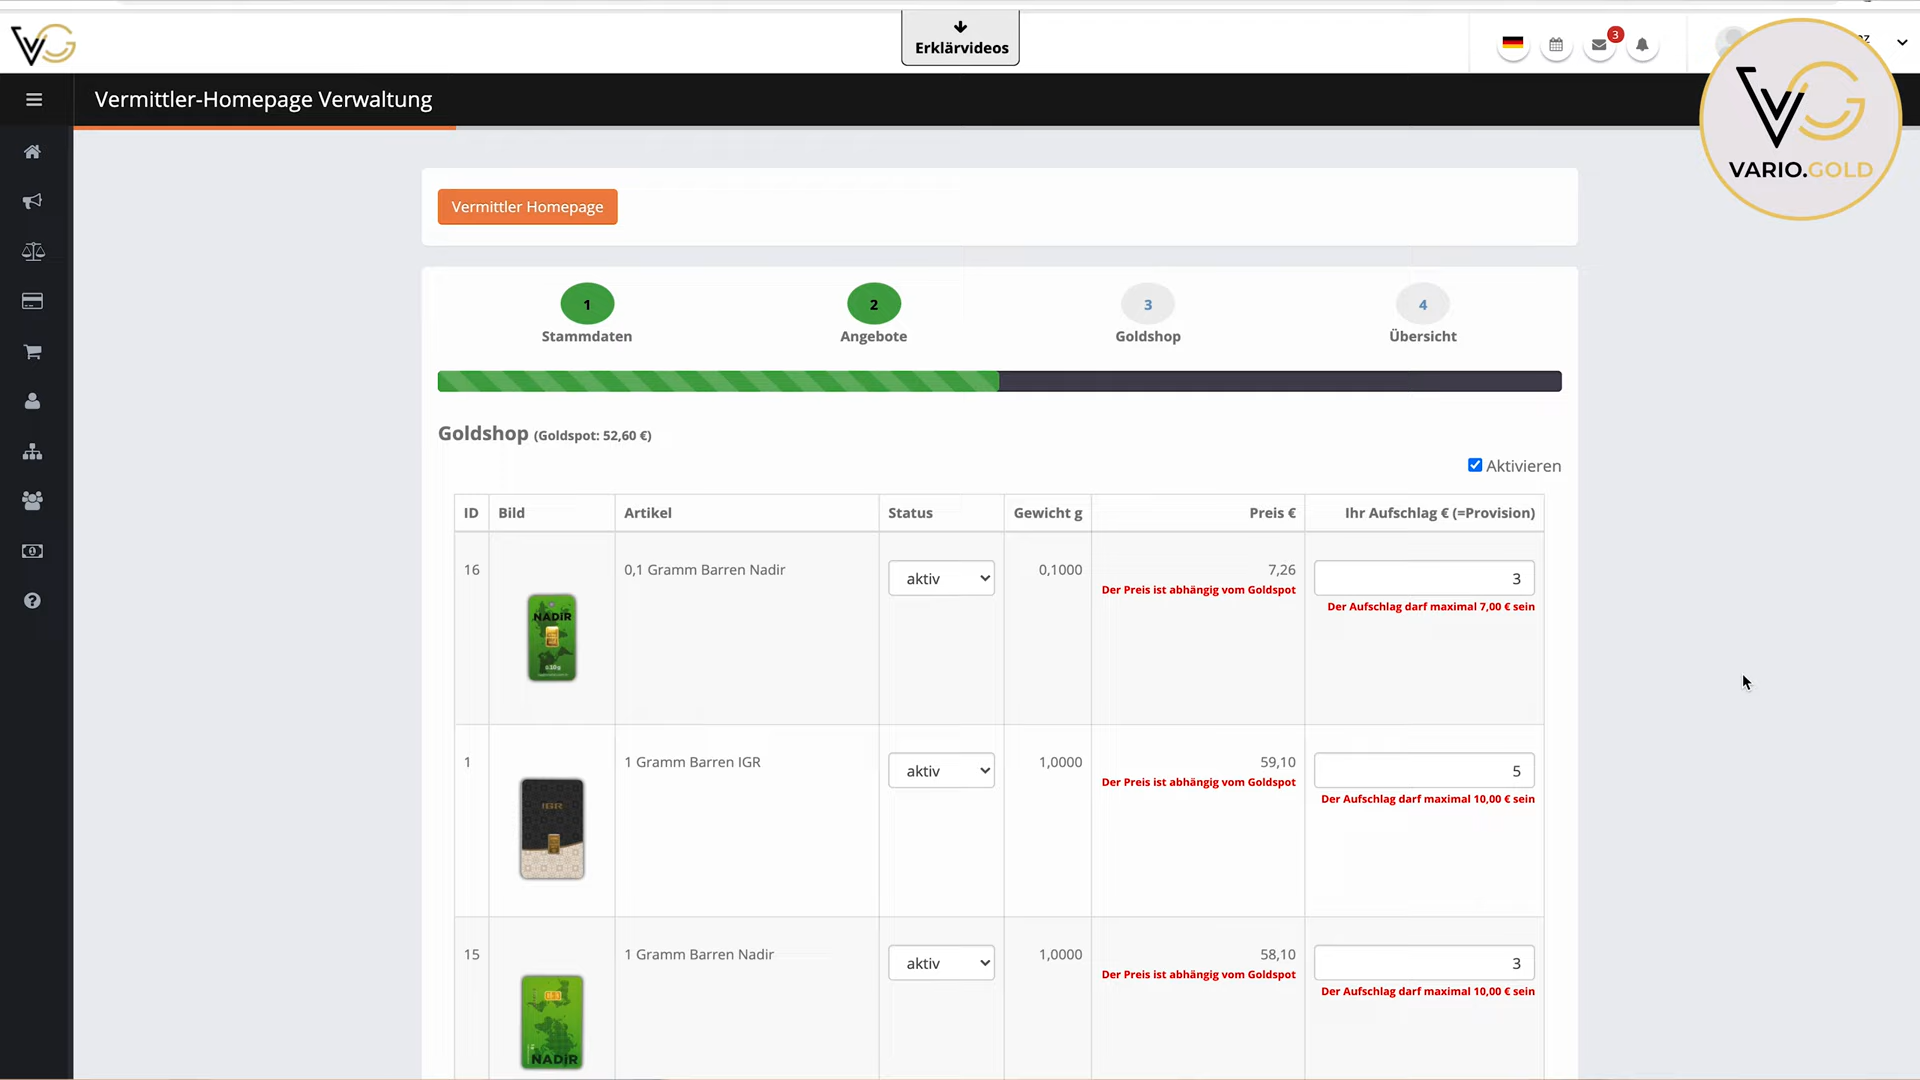 Erklärvideos
3
VARIO.GOLD
Vermittler-Homepage Verwaltung
Vermittler Homepage
1 2 3 4
Stammdaten Angebote Goldshop Übersicht
Goldshop (Goldspot: 52,60 €)
Aktivieren
ID Bild Artikel Status Gewicht g Preis € Ihr Aufschlag € (=Provision)
16 0,1 Gramm Barren Nadir aktiv 0,1000 7,26 3
Der Preis ist abhängig vom Goldspot
Der Aufschlag darf maximal 7,00 € sein
NADIR
1 1 Gramm Barren IGR aktiv 1,0000 59,10 5
Der Preis ist abhängig vom Goldspot
Der Aufschlag darf maximal 10,00 € sein
IGR
15 1 Gramm Barren Nadir aktiv 1,0000 58,10 3
Der Preis ist abhängig vom Goldspot
Der Aufschlag darf maximal 10,00 € sein
NADIR